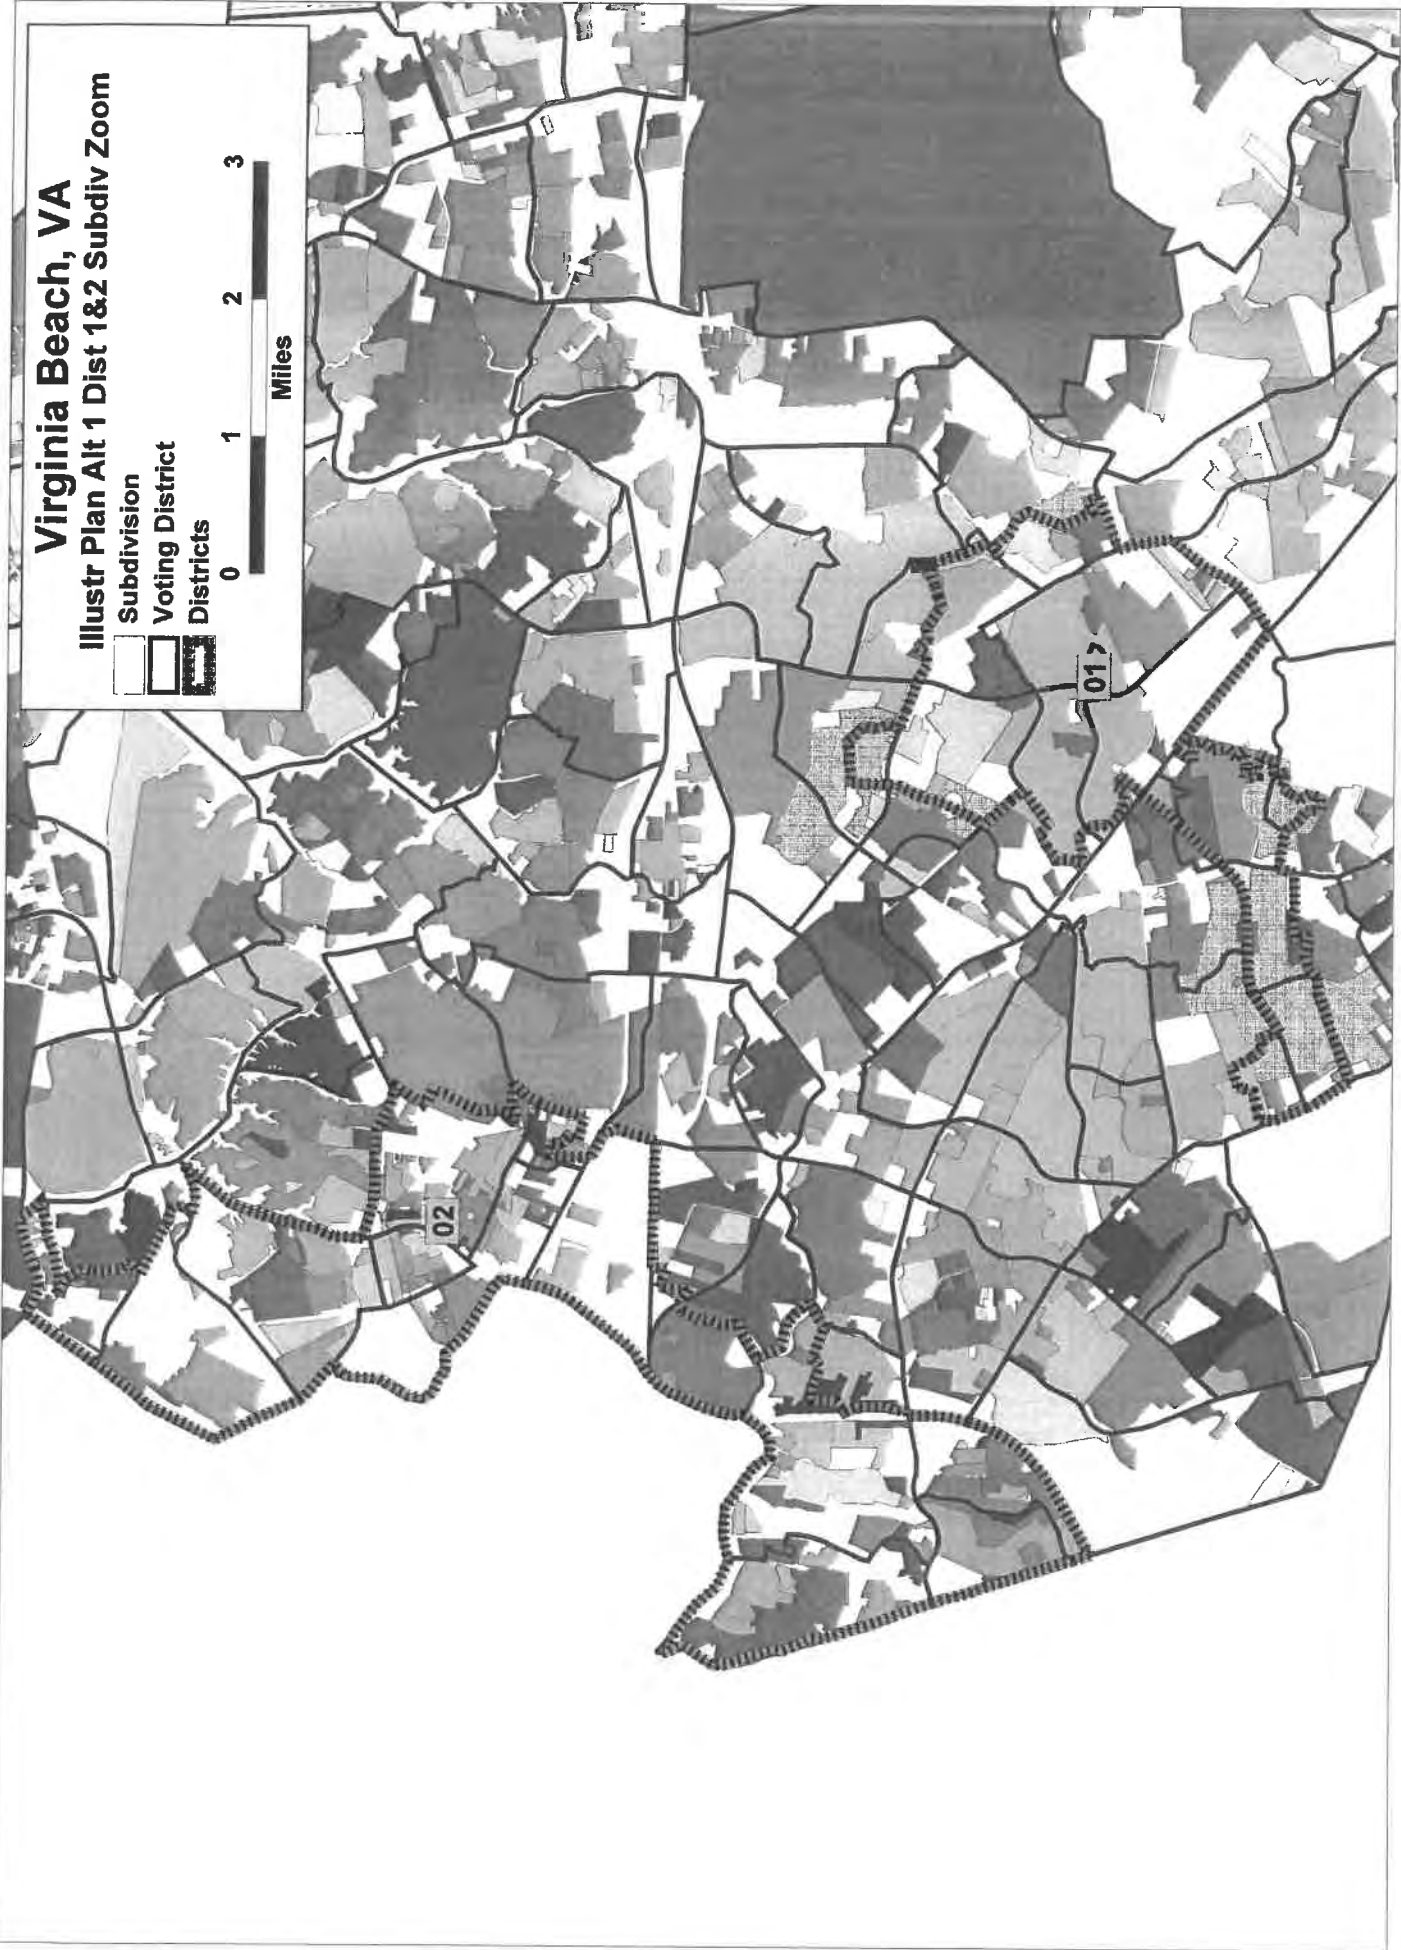 Virginia Beach, VA
Illustr Plan Alt 1 Dist 1&2 Subdiv Zoom
Subdivision
Voting District
Districts
0 1 2 3
Miles
02
01